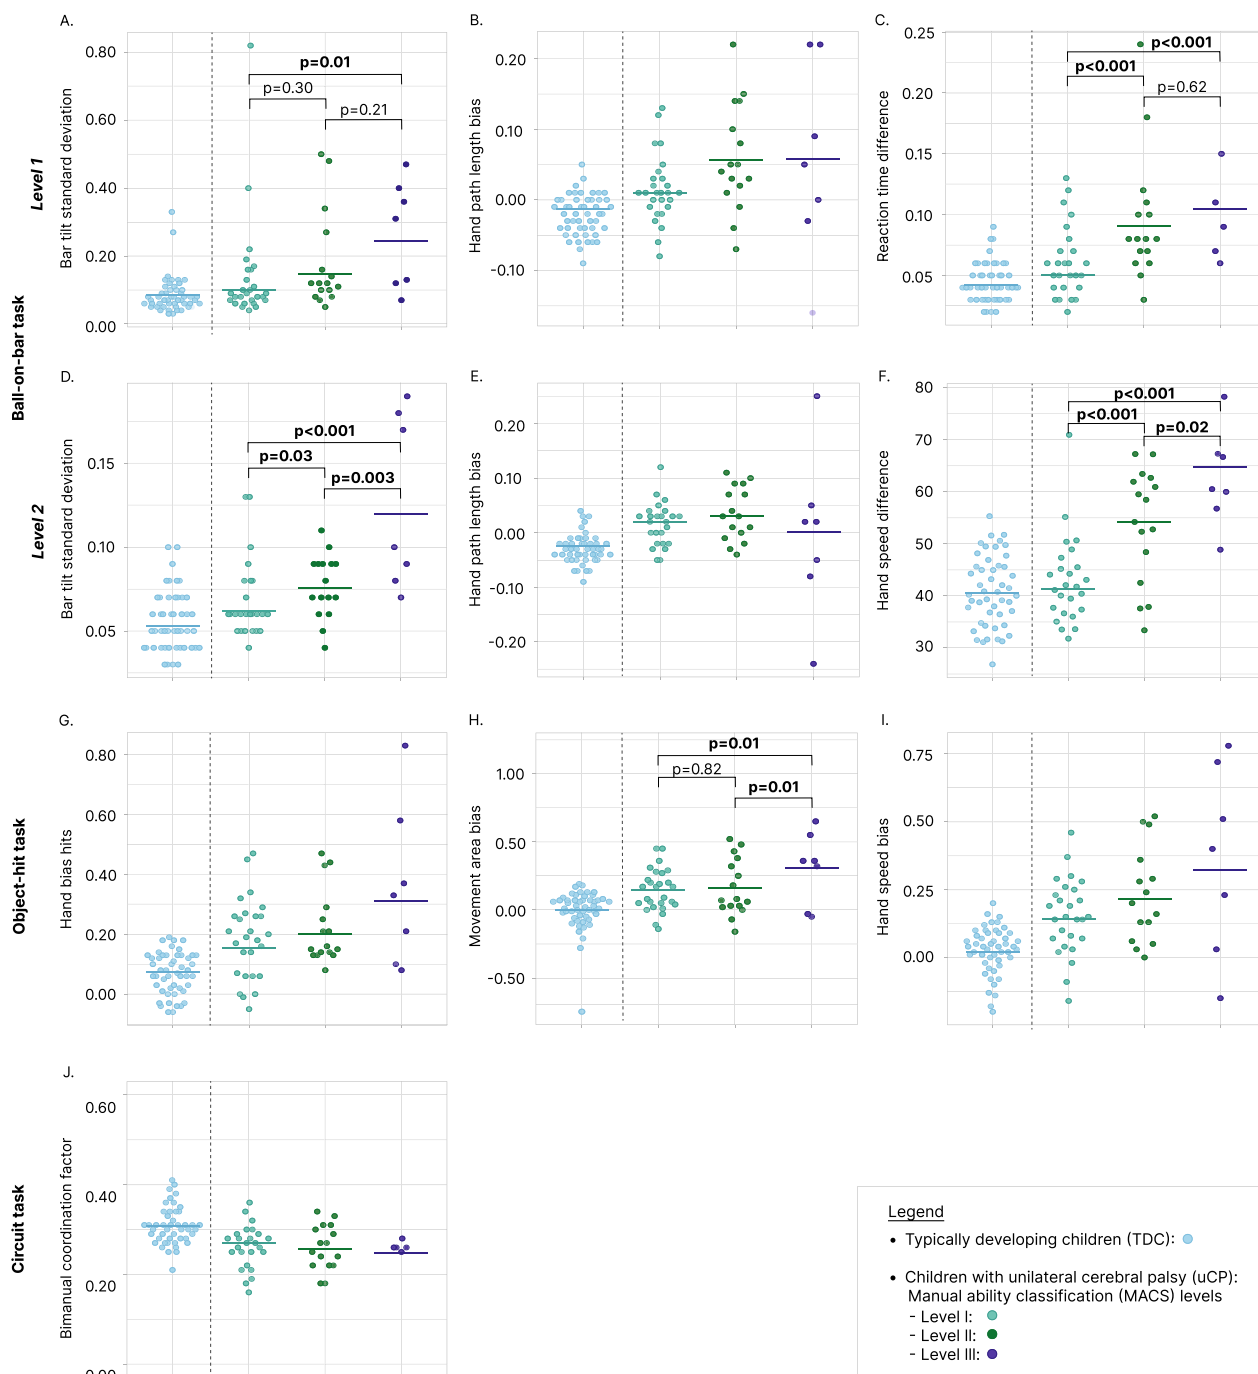 A.
B.
C.
0.80
0.60
0.40
0.20
0.00
Bar tilt standard deviation
p=0.01
p=0.30
p=0.21
0.20
0.10
0.00
-0.10
Hand path length bias
0.25
0.20
0.15
0.10
0.05
Reaction time difference
p<0.001
p<0.001
p=0.62
Level 1
Ball-on-bar task
Level 2
D.
E.
F.
0.15
0.10
0.05
Bar tilt standard deviation
p<0.001
p=0.03
p=0.003
0.20
0.10
0.00
-0.10
-0.20
Hand path length bias
80
70
60
50
40
30
Hand speed difference
p<0.001
p<0.001
p=0.02
Object-hit task
G.
H.
I.
0.80
0.60
0.40
0.20
0.00
Hand bias hits
1.00
0.50
0.00
-0.50
Movement area bias
p=0.01
p=0.82
p=0.01
0.75
0.50
0.25
0.00
Hand speed bias
Circuit task
J.
0.60
0.40
0.20
0.00
Bimanual coordination factor
Legend
• Typically developing children (TDC):
• Children with unilateral cerebral palsy (uCP):
Manual ability classification (MACS) levels
- Level I:
- Level II:
- Level III: